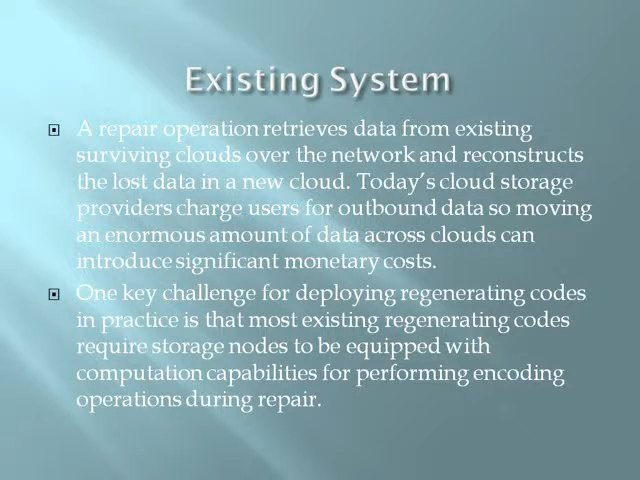 Existing System
A repair operation retrieves data from existing
surviving clouds over the network and reconstructs
the lost data in a new cloud. Today's cloud storage
providers charge users for outbound data so moving
an enormous amount of data across clouds can
introduce significant monetary costs.
One key challenge for deploying regenerating codes
in practice is that most existing regenerating codes
require storage nodes to be equipped with
computation capabilities for performing encoding
operations during repair.